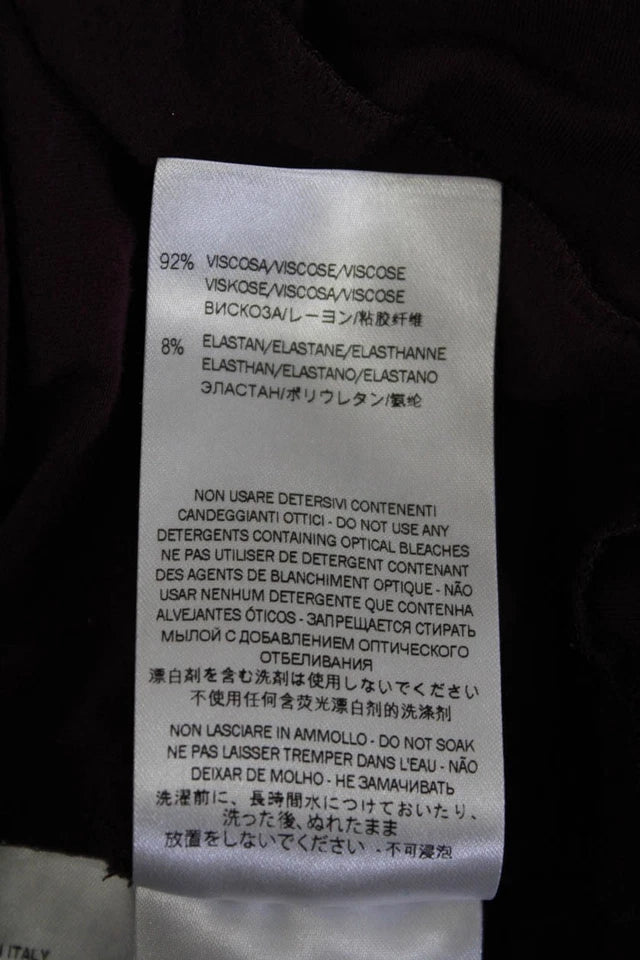 92% VISCOSA/VISCOSE/VISCOSE
VISKOSE/VISCOSA/VISCOSE
ВИСКОЗА/レーヨン/粘胶纤维
8% ELASTAN/ELASTANE/ELASTHANNE
ELASTHAN/ELASTANO/ELASTANO
ЭЛАСТАН/ポリウレタン/氨纶
NON USARE DETERSIVI CONTENENTI
CANDEGGIANTI OTTICI - DO NOT USE ANY
DETERGENTS CONTAINING OPTICAL BLEACHES
NE PAS UTILISER DE DETERGENT CONTENANT
DES AGENTS DE BLANCHIMENT OPTIQUE - NÃO
USAR NENHUM DETERGENTE QUE CONTENHA
ALVEJANTES ÓTICOS - ЗАПРЕЩАЕТСЯ СТИРАТЬ
МЫЛОЙ С ДОБАВЛЕНИЕМ ОПТИЧЕСКОГО
ОТБЕЛИВАНИЯ
漂白剤を含む洗剤は使用しないでください
不使用任何含荧光漂白剂的洗涤剂
NON LASCIARE IN AMMOLLO - DO NOT SOAK
NE PAS LAISSER TREMPER DANS L'EAU - NÃO
DEIXAR DE MOLHO - НЕ ЗАМАЧИВАТЬ
洗濯前に、長時間水につけておいたり、
洗った後、ぬれたまま
放置をしないでください - 不可浸泡
ITALY